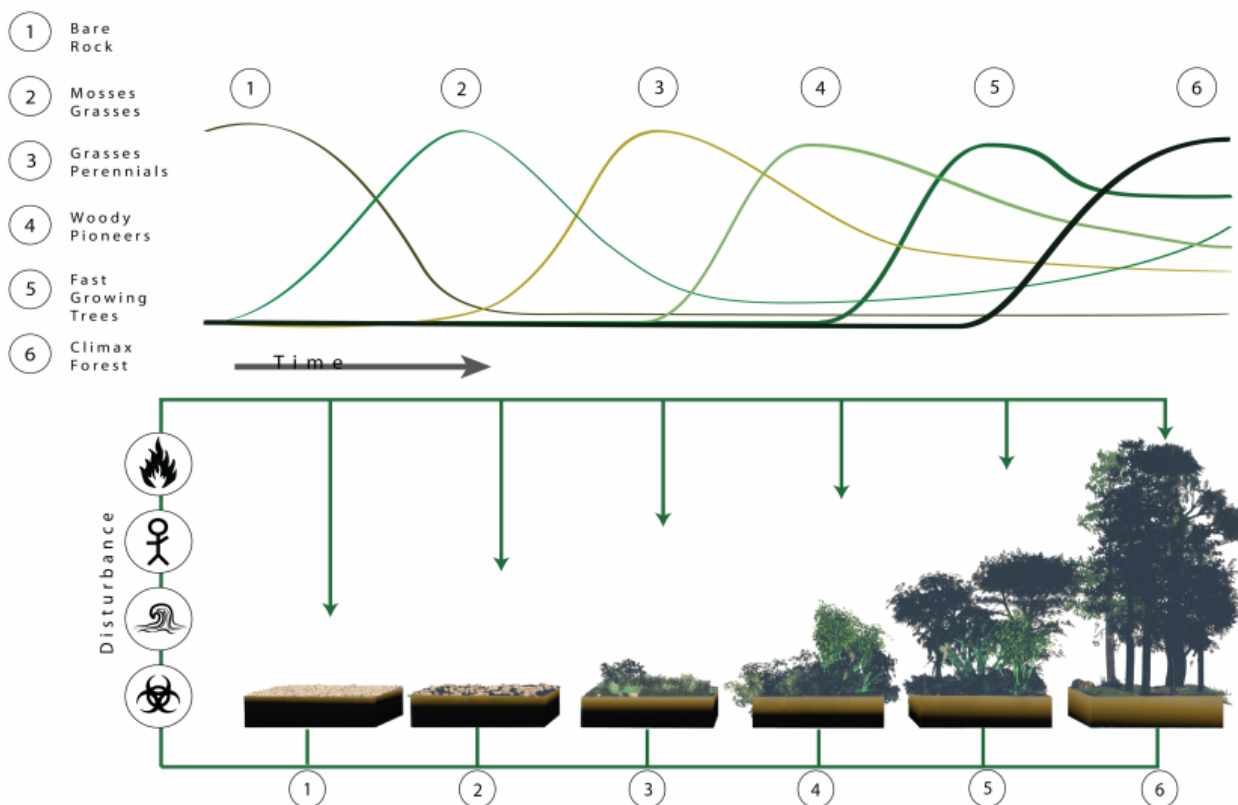 1
Bare
Rock
2
Mosses
Grasses
3
Grasses
Perennials
4
Woody
Pioneers
5
Fast
Growing
Trees
6
Climax
Forest
1
2
3
4
5
6
Time
Disturbance
1
2
3
4
5
6